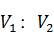 V₁ : V₂